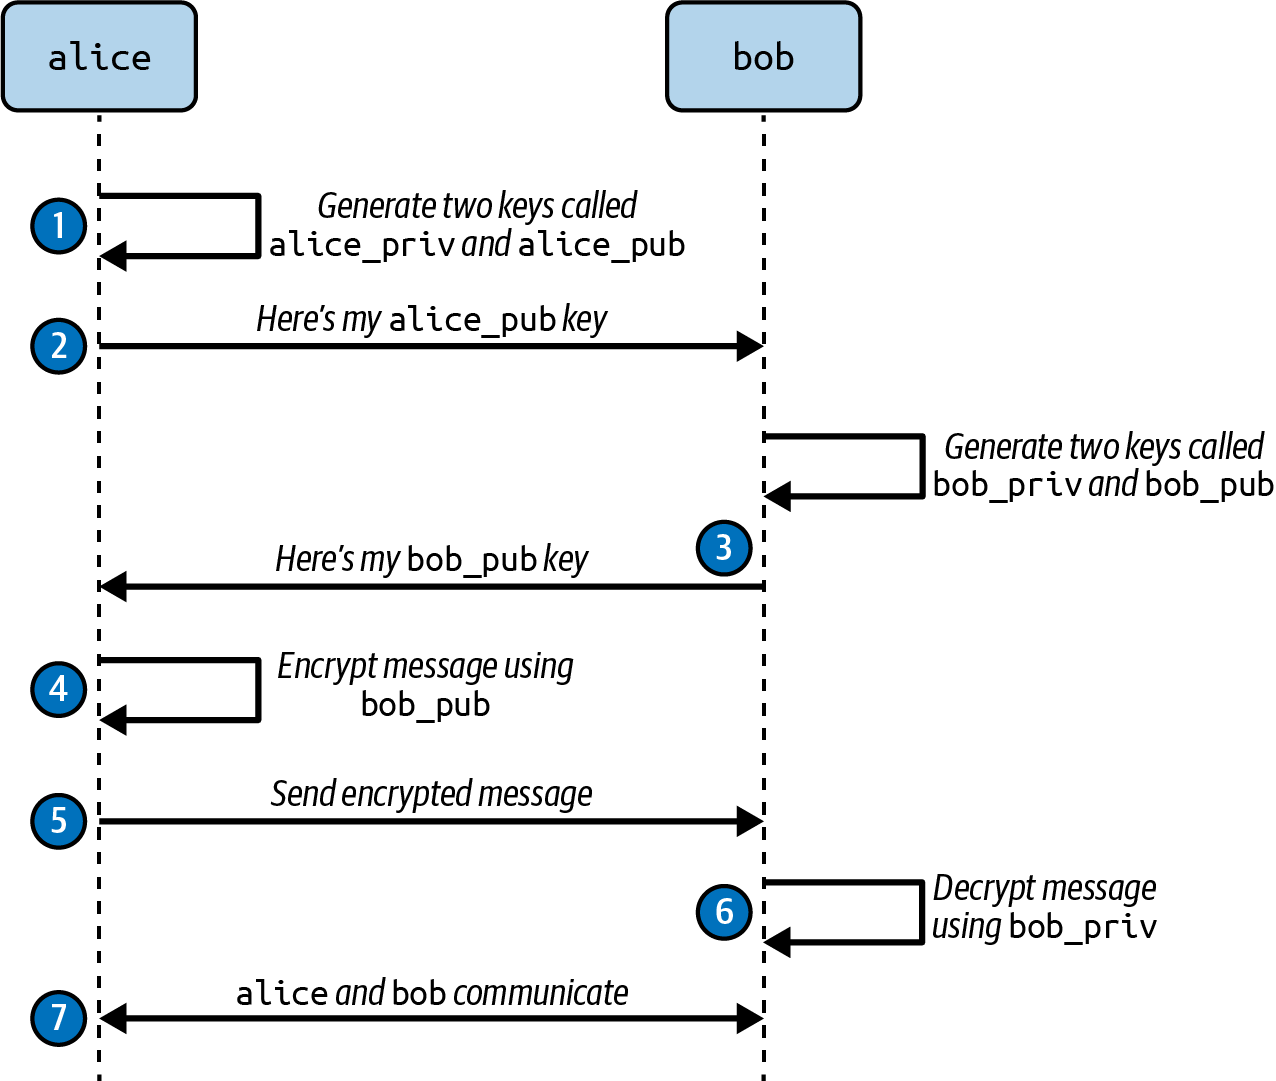 alice
bob
1
Generate two keys called
alice_priv and alice_pub
2
Here's my alice_pub key
Generate two keys called
bob_priv and bob_pub
3
Here's my bob_pub key
4
Encrypt message using
bob_pub
5
Send encrypted message
6
Decrypt message
using bob_priv
7
alice and bob communicate